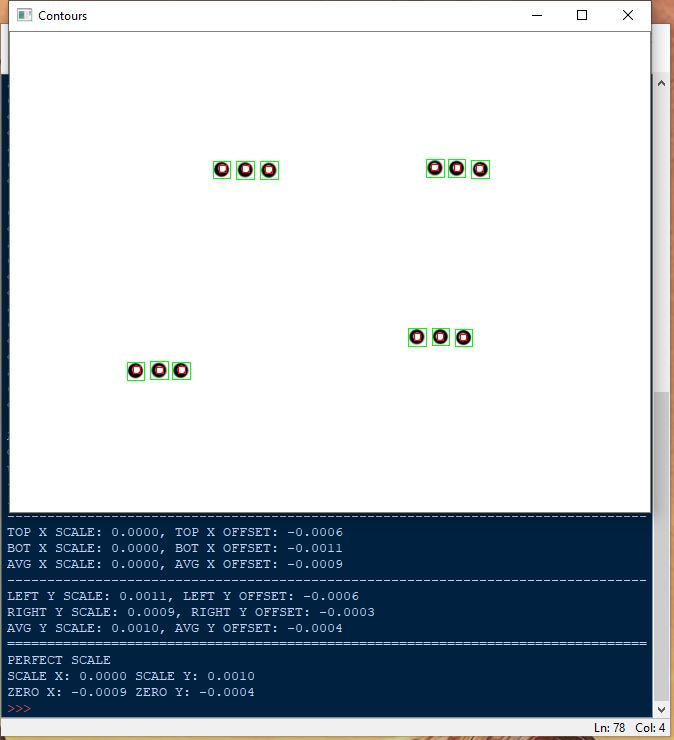 Contours
TOP X SCALE: 0.0000, TOP X OFFSET: -0.0006
BOT X SCALE: 0.0000, BOT X OFFSET: -0.0011
AVG X SCALE: 0.0000, AVG X OFFSET: -0.0009
--------------------------------------------------------------------------------
LEFT Y SCALE: 0.0011, LEFT Y OFFSET: -0.0006
RIGHT Y SCALE: 0.0009, RIGHT Y OFFSET: -0.0003
AVG Y SCALE: 0.0010, AVG Y OFFSET: -0.0004
================================================================================
PERFECT SCALE
SCALE X: 0.0000 SCALE Y: 0.0010
ZERO X: -0.0009 ZERO Y: -0.0004
>>>
Ln: 78 Col: 4